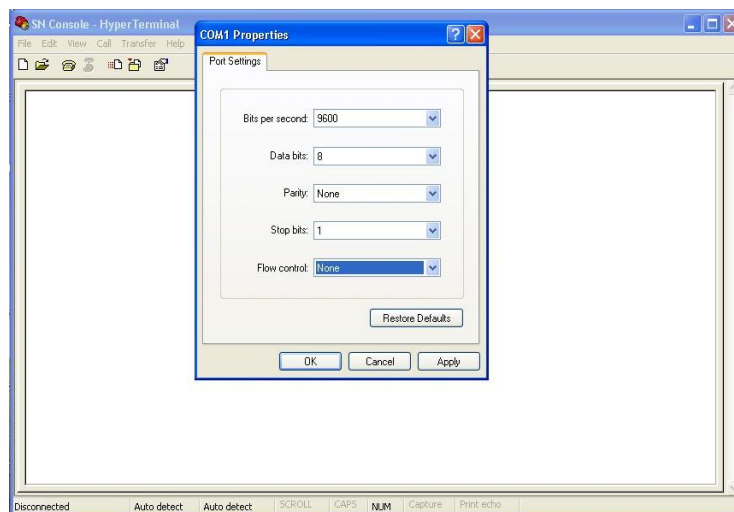 SN Console - HyperTerminal
File Edit View Call Transfer Help
COM1 Properties
Port Settings
Bits per second: 9600
Data bits: 8
Parity: None
Stop bits: 1
Flow control: None
Restore Defaults
OK Cancel Apply
Disconnected Auto detect Auto detect SCROLL CAPS NUM Capture Print echo